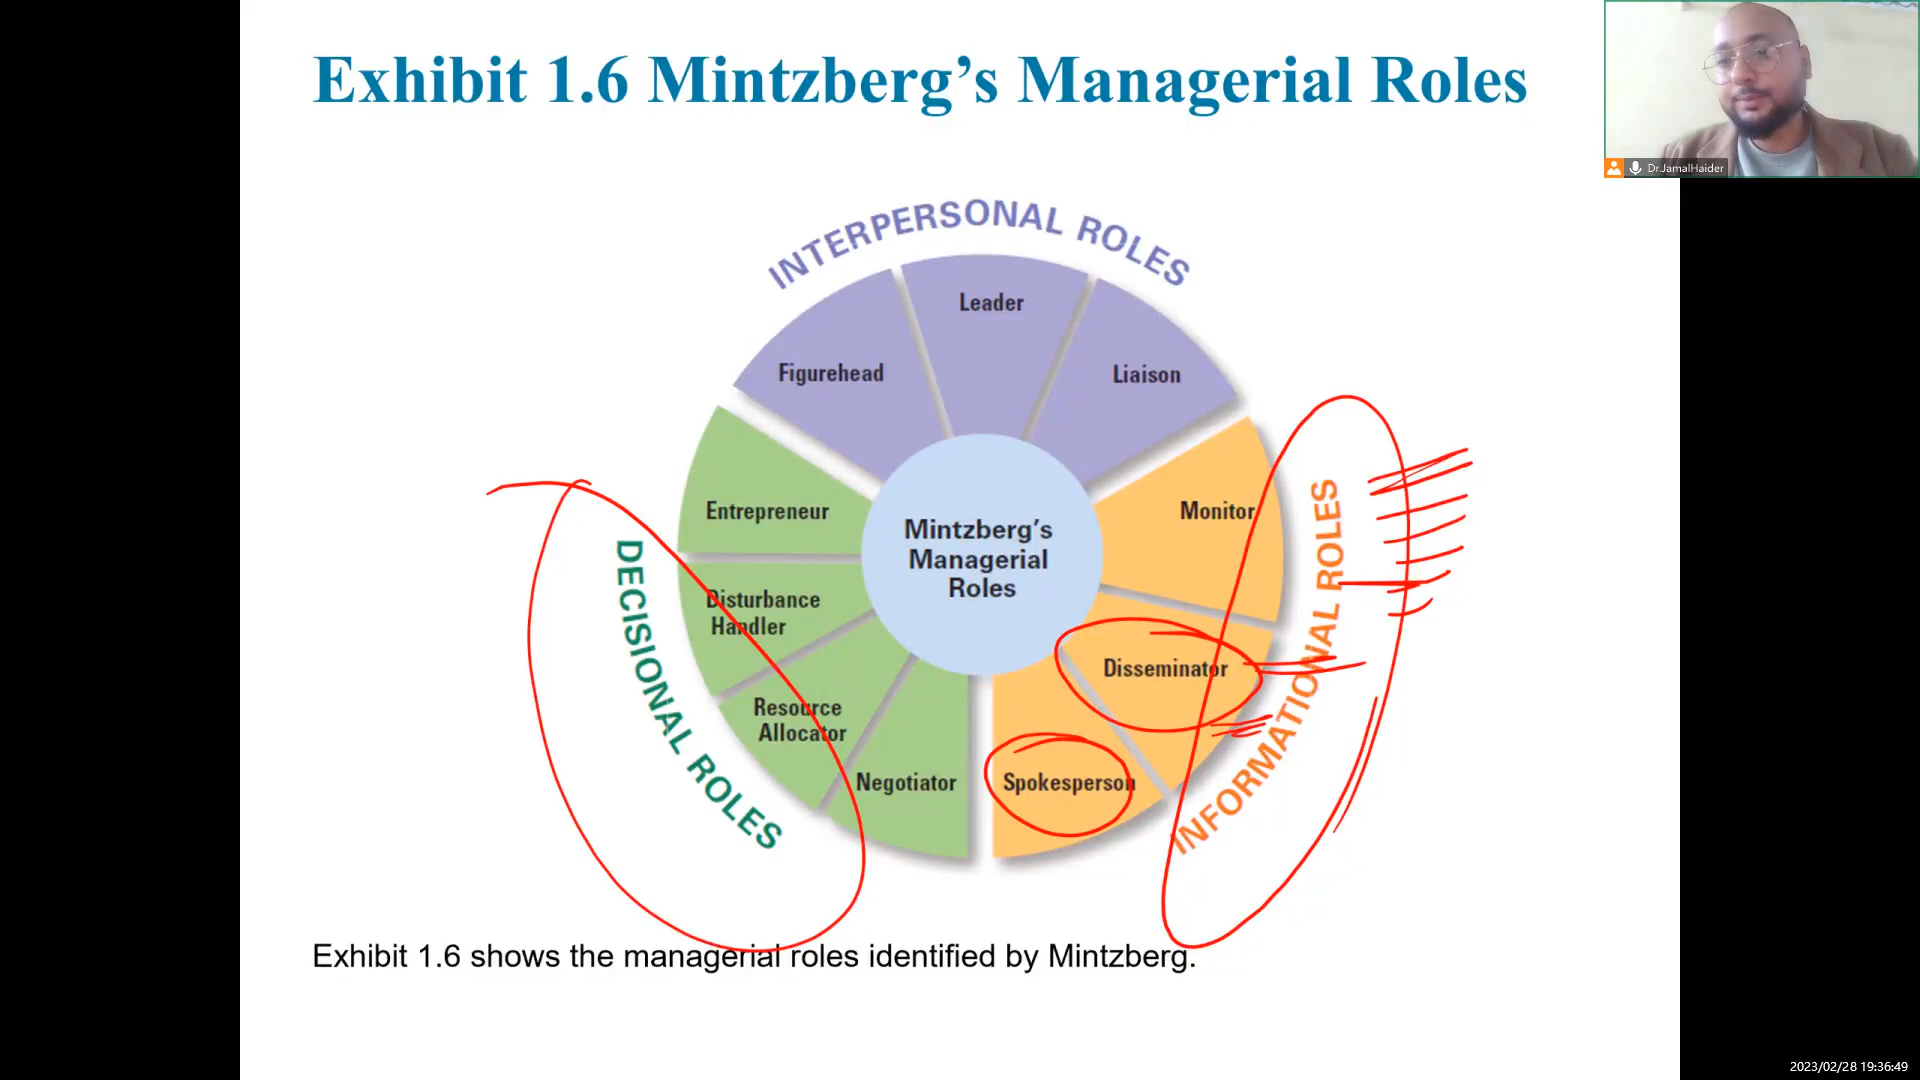 Exhibit 1.6 Mintzberg's Managerial Roles
Dr.JamalHaider
INTERPERSONAL ROLES
Leader
Figurehead
Liaison
Entrepreneur
Monitor
Mintzberg's
Managerial
Roles
Disturbance
Handler
Disseminator
Resource
Allocator
Negotiator
Spokesperson
DECISIONAL ROLES
INFORMATIONAL ROLES
Exhibit 1.6 shows the managerial roles identified by Mintzberg.
2023/02/28 19:36:49